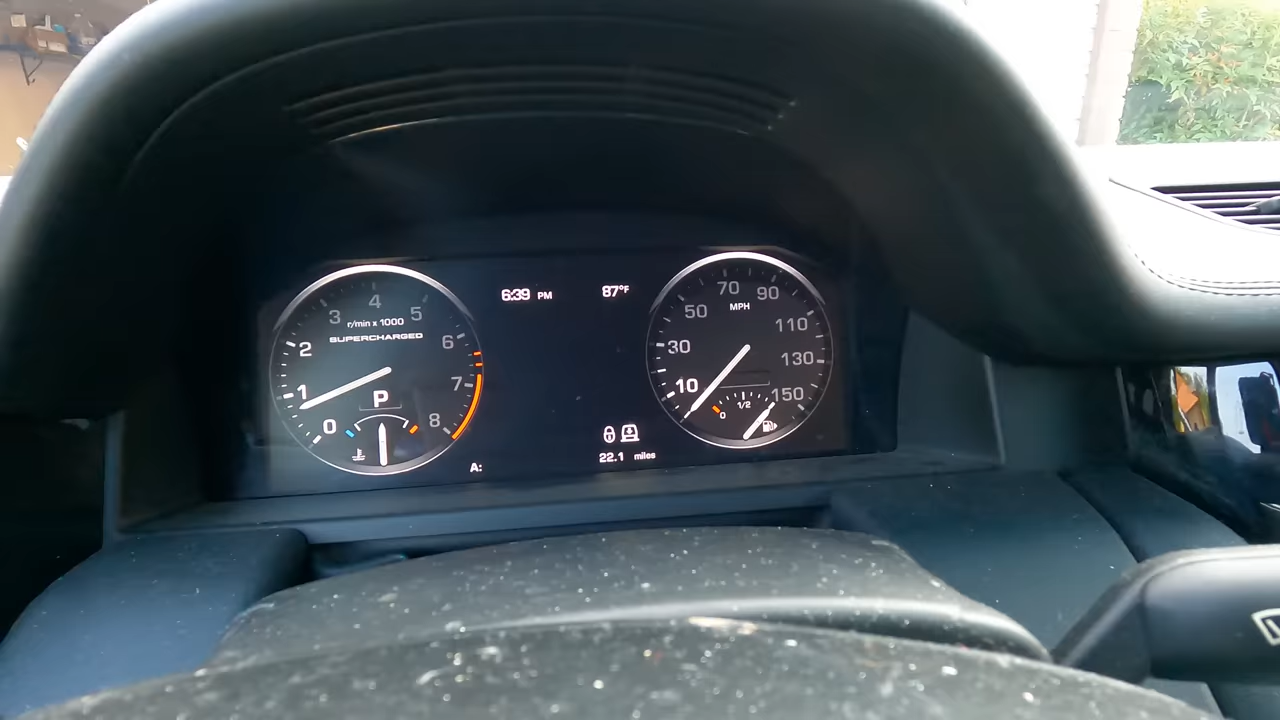 6:39 PM 87°F
0 1 2 3 4 5 6 7 8
r/min x 1000
SUPERCHARGED
P
10 30 50 70 90 110 130 150
MPH
0 1/2
A: 22.1 miles